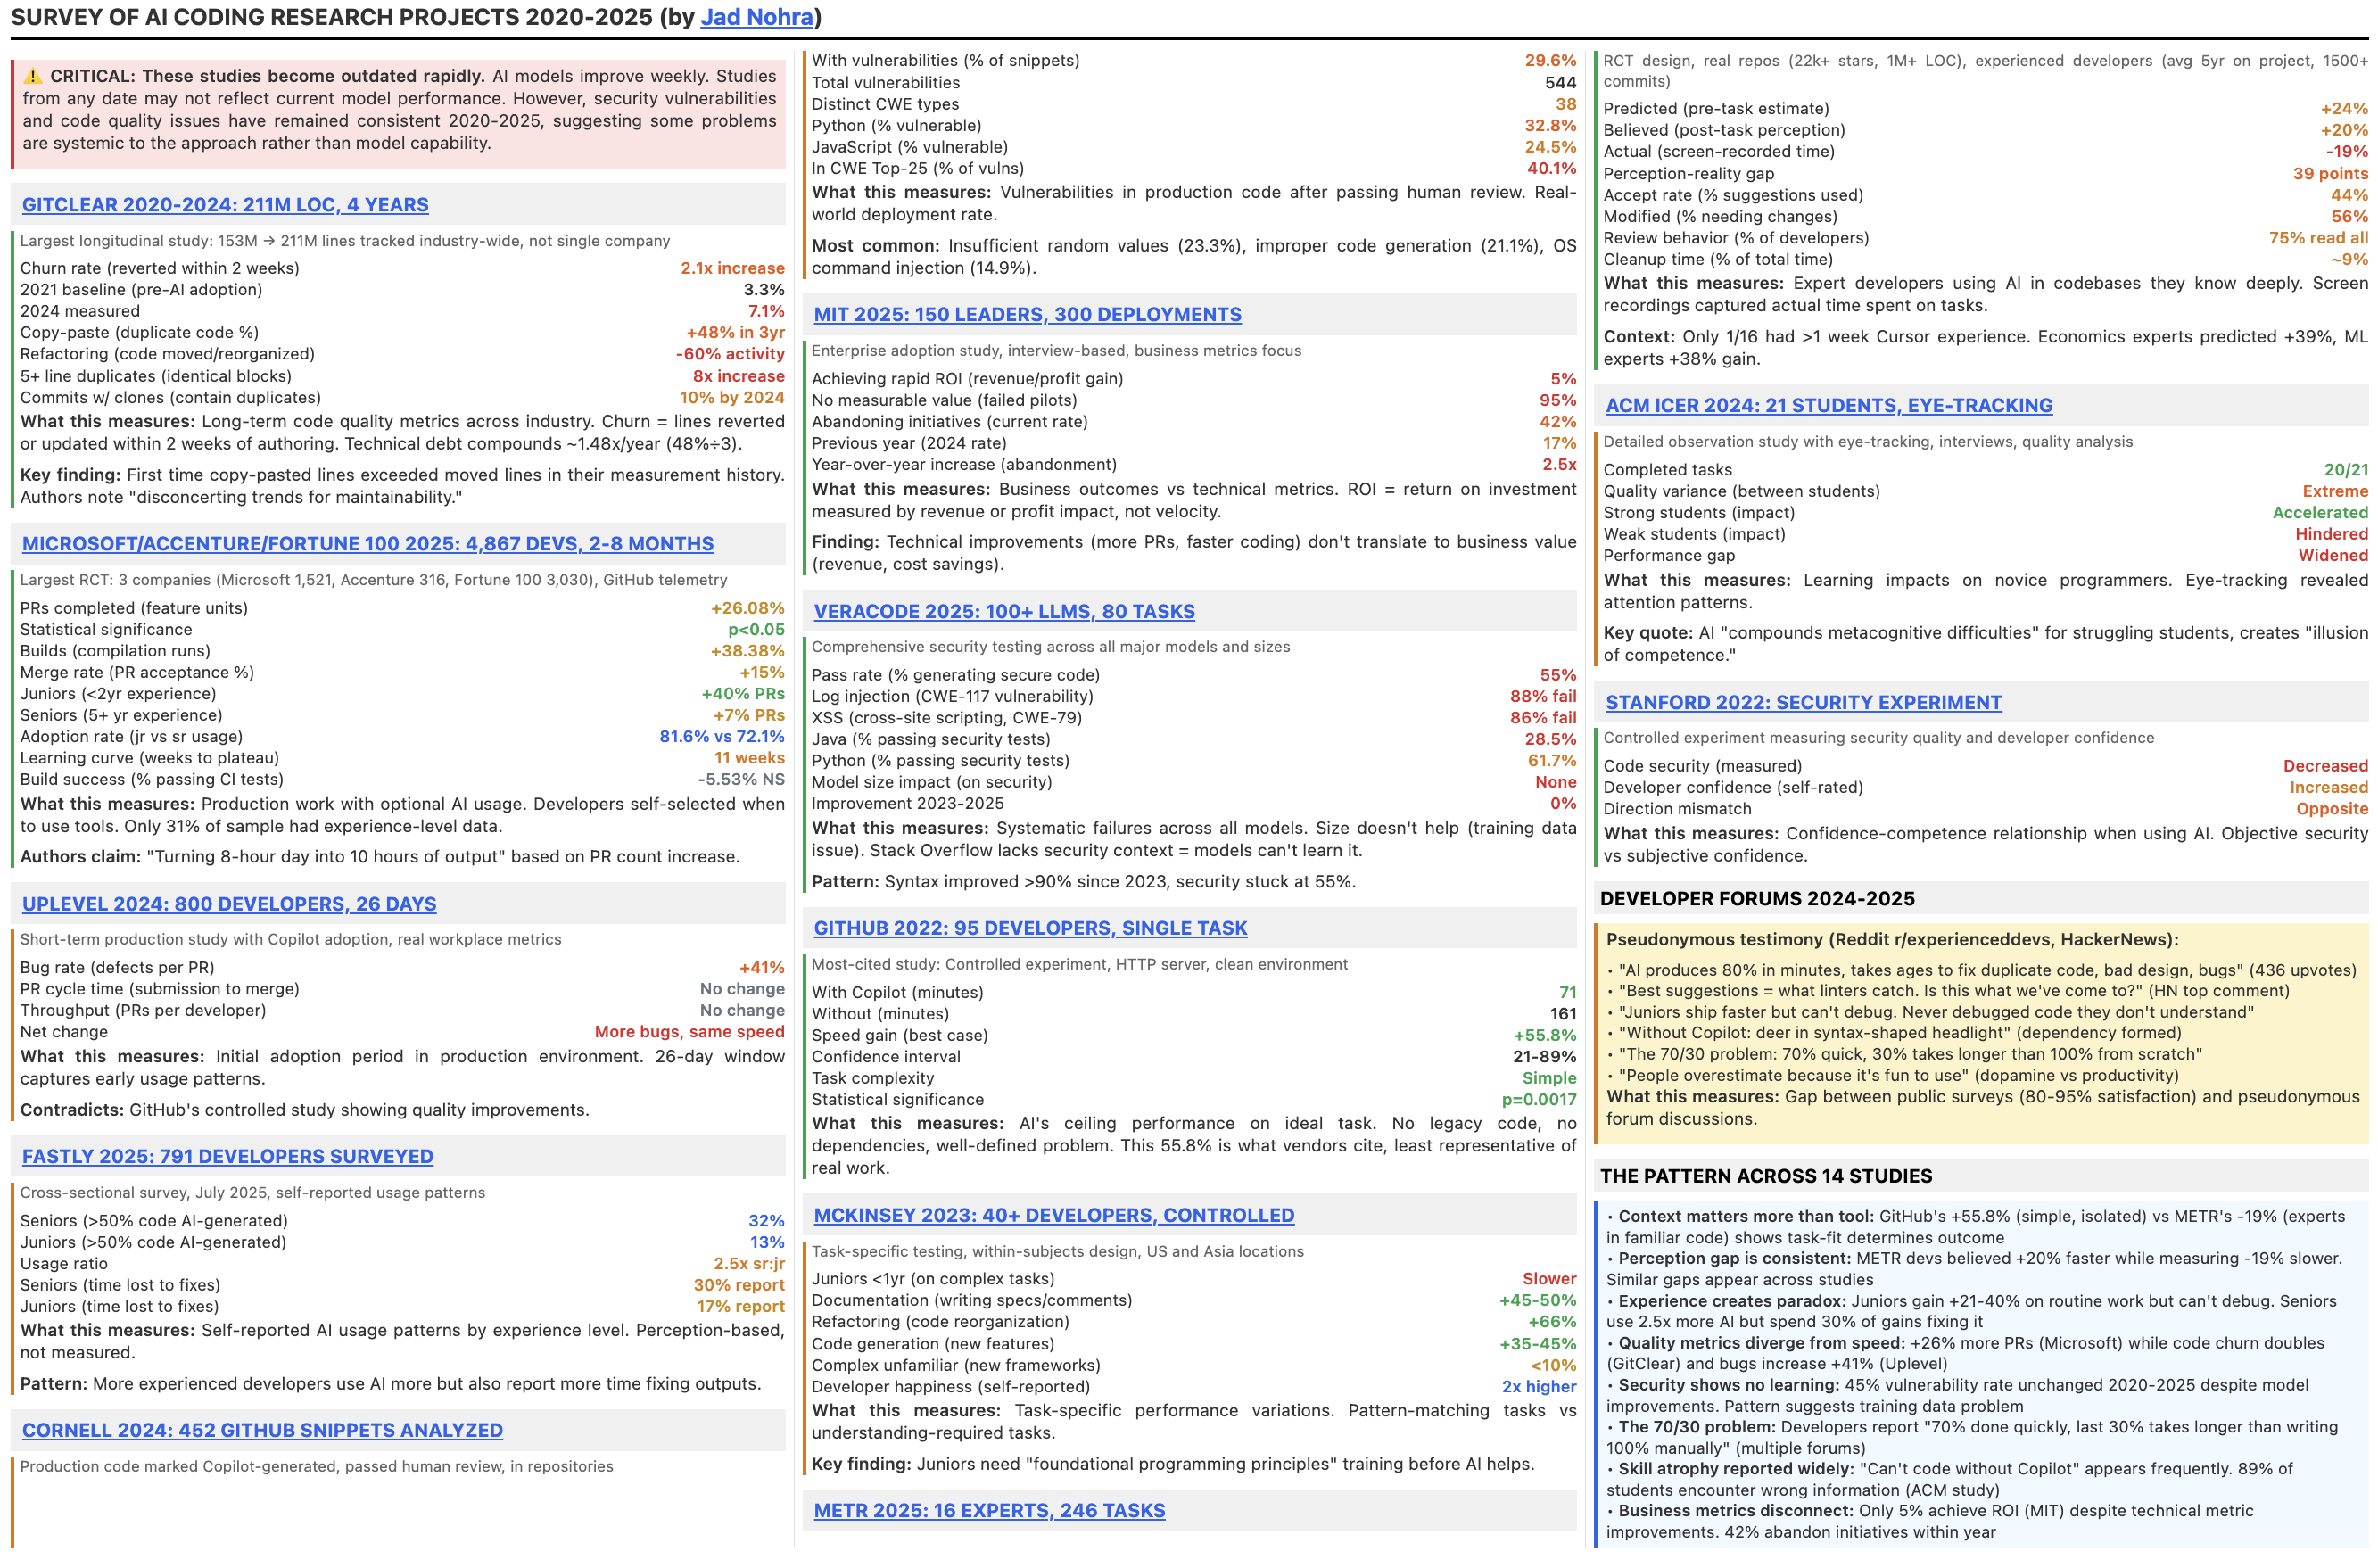 SURVEY OF AI CODING RESEARCH PROJECTS 2020-2025 (by Jad Nohra)
⚠️ CRITICAL: These studies become outdated rapidly. AI models improve weekly. Studies
from any date may not reflect current model performance. However, security vulnerabilities
and code quality issues have remained consistent 2020-2025, suggesting some problems
are systemic to the approach rather than model capability.
GITCLEAR 2020-2024: 211M LOC, 4 YEARS
Largest longitudinal study: 153M → 211M lines tracked industry-wide, not single company
Churn rate (reverted within 2 weeks) 2.1x increase
2021 baseline (pre-AI adoption) 3.3%
2024 measured 7.1%
Copy-paste (duplicate code %) +48% in 3yr
Refactoring (code moved/reorganized) -60% activity
5+ line duplicates (identical blocks) 8x increase
Commits w/ clones (contain duplicates) 10% by 2024
What this measures: Long-term code quality metrics across industry. Churn = lines reverted
or updated within 2 weeks of authoring. Technical debt compounds ~1.48x/year (48%÷3).
Key finding: First time copy-pasted lines exceeded moved lines in their measurement history.
Authors note "disconcerting trends for maintainability."
MICROSOFT/ACCENTURE/FORTUNE 100 2025: 4,867 DEVS, 2-8 MONTHS
Largest RCT: 3 companies (Microsoft 1,521, Accenture 316, Fortune 100 3,030), GitHub telemetry
PRs completed (feature units) +26.08%
Statistical significance p<0.05
Builds (compilation runs) +38.38%
Merge rate (PR acceptance %) +15%
Juniors (<2yr experience) +40% PRs
Seniors (5+ yr experience) +7% PRs
Adoption rate (jr vs sr usage) 81.6% vs 72.1%
Learning curve (weeks to plateau) 11 weeks
Build success (% passing CI tests) -5.53% NS
What this measures: Production work with optional AI usage. Developers self-selected when
to use tools. Only 31% of sample had experience-level data.
Authors claim: "Turning 8-hour day into 10 hours of output" based on PR count increase.
UPLEVEL 2024: 800 DEVELOPERS, 26 DAYS
Short-term production study with Copilot adoption, real workplace metrics
Bug rate (defects per PR) +41%
PR cycle time (submission to merge) No change
Throughput (PRs per developer) No change
Net change More bugs, same speed
What this measures: Initial adoption period in production environment. 26-day window
captures early usage patterns.
Contradicts: GitHub's controlled study showing quality improvements.
FASTLY 2025: 791 DEVELOPERS SURVEYED
Cross-sectional survey, July 2025, self-reported usage patterns
Seniors (>50% code AI-generated) 32%
Juniors (>50% code AI-generated) 13%
Usage ratio 2.5x sr:jr
Seniors (time lost to fixes) 30% report
Juniors (time lost to fixes) 17% report
What this measures: Self-reported AI usage patterns by experience level. Perception-based,
not measured.
Pattern: More experienced developers use AI more but also report more time fixing outputs.
CORNELL 2024: 452 GITHUB SNIPPETS ANALYZED
Production code marked Copilot-generated, passed human review, in repositories
With vulnerabilities (% of snippets) 29.6%
Total vulnerabilities 544
Distinct CWE types 38
Python (% vulnerable) 32.8%
JavaScript (% vulnerable) 24.5%
In CWE Top-25 (% of vulns) 40.1%
What this measures: Vulnerabilities in production code after passing human review. Real-
world deployment rate.
Most common: Insufficient random values (23.3%), improper code generation (21.1%), OS
command injection (14.9%).
MIT 2025: 150 LEADERS, 300 DEPLOYMENTS
Enterprise adoption study, interview-based, business metrics focus
Achieving rapid ROI (revenue/profit gain) 5%
No measurable value (failed pilots) 95%
Abandoning initiatives (current rate) 42%
Previous year (2024 rate) 17%
Year-over-year increase (abandonment) 2.5x
What this measures: Business outcomes vs technical metrics. ROI = return on investment
measured by revenue or profit impact, not velocity.
Finding: Technical improvements (more PRs, faster coding) don't translate to business value
(revenue, cost savings).
VERACODE 2025: 100+ LLMS, 80 TASKS
Comprehensive security testing across all major models and sizes
Pass rate (% generating secure code) 55%
Log injection (CWE-117 vulnerability) 88% fail
XSS (cross-site scripting, CWE-79) 86% fail
Java (% passing security tests) 28.5%
Python (% passing security tests) 61.7%
Model size impact (on security) None
Improvement 2023-2025 0%
What this measures: Systematic failures across all models. Size doesn't help (training data
issue). Stack Overflow lacks security context = models can't learn it.
Pattern: Syntax improved >90% since 2023, security stuck at 55%.
GITHUB 2022: 95 DEVELOPERS, SINGLE TASK
Most-cited study: Controlled experiment, HTTP server, clean environment
With Copilot (minutes) 71
Without (minutes) 161
Speed gain (best case) +55.8%
Confidence interval 21-89%
Task complexity Simple
Statistical significance p=0.0017
What this measures: AI's ceiling performance on ideal task. No legacy code, no
dependencies, well-defined problem. This 55.8% is what vendors cite, least representative of
real work.
MCKINSEY 2023: 40+ DEVELOPERS, CONTROLLED
Task-specific testing, within-subjects design, US and Asia locations
Juniors <1yr (on complex tasks) Slower
Documentation (writing specs/comments) +45-50%
Refactoring (code reorganization) +66%
Code generation (new features) +35-45%
Complex unfamiliar (new frameworks) <10%
Developer happiness (self-reported) 2x higher
What this measures: Task-specific performance variations. Pattern-matching tasks vs
understanding-required tasks.
Key finding: Juniors need "foundational programming principles" training before AI helps.
METR 2025: 16 EXPERTS, 246 TASKS
RCT design, real repos (22k+ stars, 1M+ LOC), experienced developers (avg 5yr on project, 1500+
commits)
Predicted (pre-task estimate) +24%
Believed (post-task perception) +20%
Actual (screen-recorded time) -19%
Perception-reality gap 39 points
Accept rate (% suggestions used) 44%
Modified (% needing changes) 56%
Review behavior (% of developers) 75% read all
Cleanup time (% of total time) ~9%
What this measures: Expert developers using AI in codebases they know deeply. Screen
recordings captured actual time spent on tasks.
Context: Only 1/16 had >1 week Cursor experience. Economics experts predicted +39%, ML
experts +38% gain.
ACM ICER 2024: 21 STUDENTS, EYE-TRACKING
Detailed observation study with eye-tracking, interviews, quality analysis
Completed tasks 20/21
Quality variance (between students) Extreme
Strong students (impact) Accelerated
Weak students (impact) Hindered
Performance gap Widened
What this measures: Learning impacts on novice programmers. Eye-tracking revealed
attention patterns.
Key quote: AI "compounds metacognitive difficulties" for struggling students, creates "illusion
of competence."
STANFORD 2022: SECURITY EXPERIMENT
Controlled experiment measuring security quality and developer confidence
Code security (measured) Decreased
Developer confidence (self-rated) Increased
Direction mismatch Opposite
What this measures: Confidence-competence relationship when using AI. Objective security
vs subjective confidence.
DEVELOPER FORUMS 2024-2025
Pseudonymous testimony (Reddit r/experienceddevs, HackerNews):
• "AI produces 80% in minutes, takes ages to fix duplicate code, bad design, bugs" (436 upvotes)
• "Best suggestions = what linters catch. Is this what we've come to?" (HN top comment)
• "Juniors ship faster but can't debug. Never debugged code they don't understand"
• "Without Copilot: deer in syntax-shaped headlight" (dependency formed)
• "The 70/30 problem: 70% quick, 30% takes longer than 100% from scratch"
• "People overestimate because it's fun to use" (dopamine vs productivity)
What this measures: Gap between public surveys (80-95% satisfaction) and pseudonymous
forum discussions.
THE PATTERN ACROSS 14 STUDIES
• Context matters more than tool: GitHub's +55.8% (simple, isolated) vs METR's -19% (experts
in familiar code) shows task-fit determines outcome
• Perception gap is consistent: METR devs believed +20% faster while measuring -19% slower.
Similar gaps appear across studies
• Experience creates paradox: Juniors gain +21-40% on routine work but can't debug. Seniors
use 2.5x more AI but spend 30% of gains fixing it
• Quality metrics diverge from speed: +26% more PRs (Microsoft) while code churn doubles
(GitClear) and bugs increase +41% (Uplevel)
• Security shows no learning: 45% vulnerability rate unchanged 2020-2025 despite model
improvements. Pattern suggests training data problem
• The 70/30 problem: Developers report "70% done quickly, last 30% takes longer than writing
100% manually" (multiple forums)
• Skill atrophy reported widely: "Can't code without Copilot" appears frequently. 89% of
students encounter wrong information (ACM study)
• Business metrics disconnect: Only 5% achieve ROI (MIT) despite technical metric
improvements. 42% abandon initiatives within year